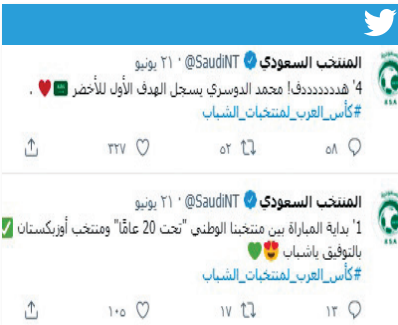 المنتخب السعودي @SaudiNT · ٢١ يونيو
4' هدددددددف! محمد الدوسري يسجل الهدف الأول للأخضر 🇸🇦❤️ .
#كأس_العرب_لمنتخبات_الشباب
٥٨ ٥٢ ٣٢٧
المنتخب السعودي @SaudiNT · ٢١ يونيو
1' بداية المباراة بين منتخبنا الوطني "تحت 20 عامًا" ومنتخب أوزبكستان ✅
بالتوفيق ياشباب 😍💚
#كأس_العرب_لمنتخبات_الشباب
١٣ ١٧ ١٠٥